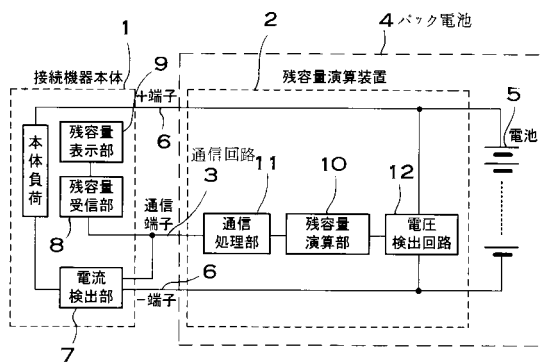 4 パック電池
1
2
接続機器本体
9
残容量演算装置
+端子
6
5
電池
本体負荷
残容量
表示部
残容量
受信部
8
通信回路
3
通信
端子
11
10
12
通信
処理部
残容量
演算部
電圧
検出回路
電流
検出部
7
-端子
6